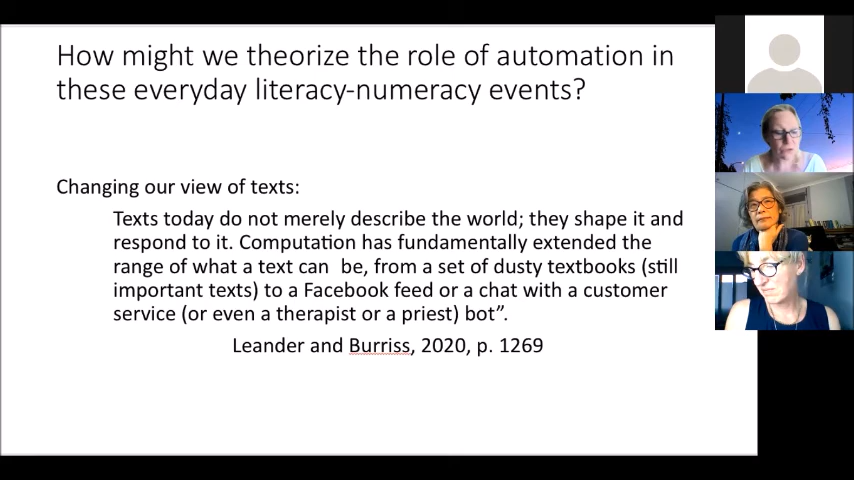 How might we theorize the role of automation in
these everyday literacy-numeracy events?
Changing our view of texts:
Texts today do not merely describe the world; they shape it and
respond to it. Computation has fundamentally extended the
range of what a text can  be, from a set of dusty textbooks (still
important texts) to a Facebook feed or a chat with a customer
service (or even a therapist or a priest) bot”.
Leander and Burriss, 2020, p. 1269